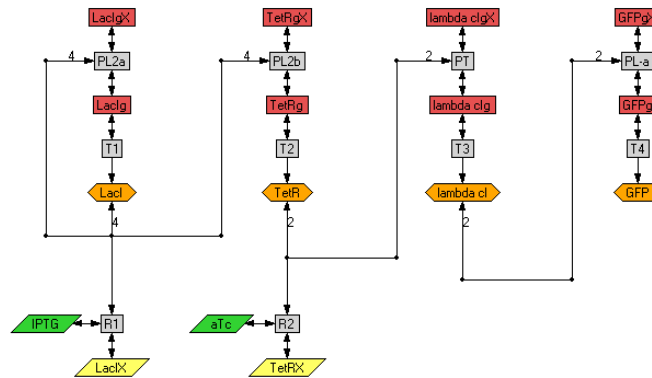 LacIgX TetRgX lambda cIgX GFPgX
4 PL2a 4 PL2b 2 PT 2 PL-a
LacIg TetRg lambda cIg GFPg
T1 T2 T3 T4
LacI TetR lambda cI GFP
4 2 2
IPTG R1 aTc R2
LacIX TetRX